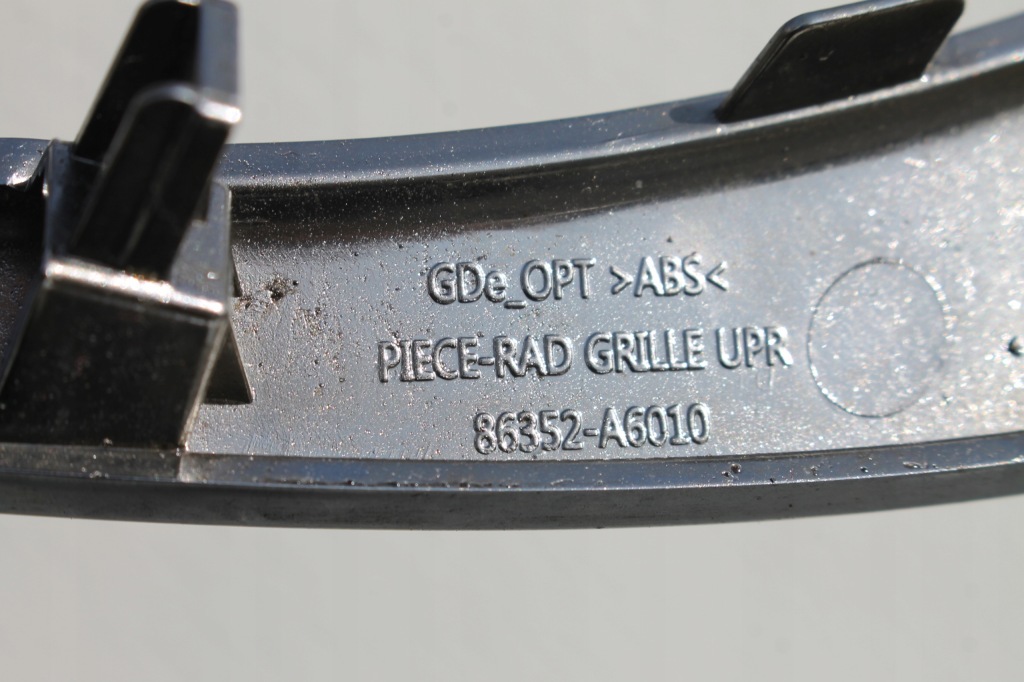 GDe_OPT >ABS<
PIECE-RAD GRILLE UPR
86352-A6010